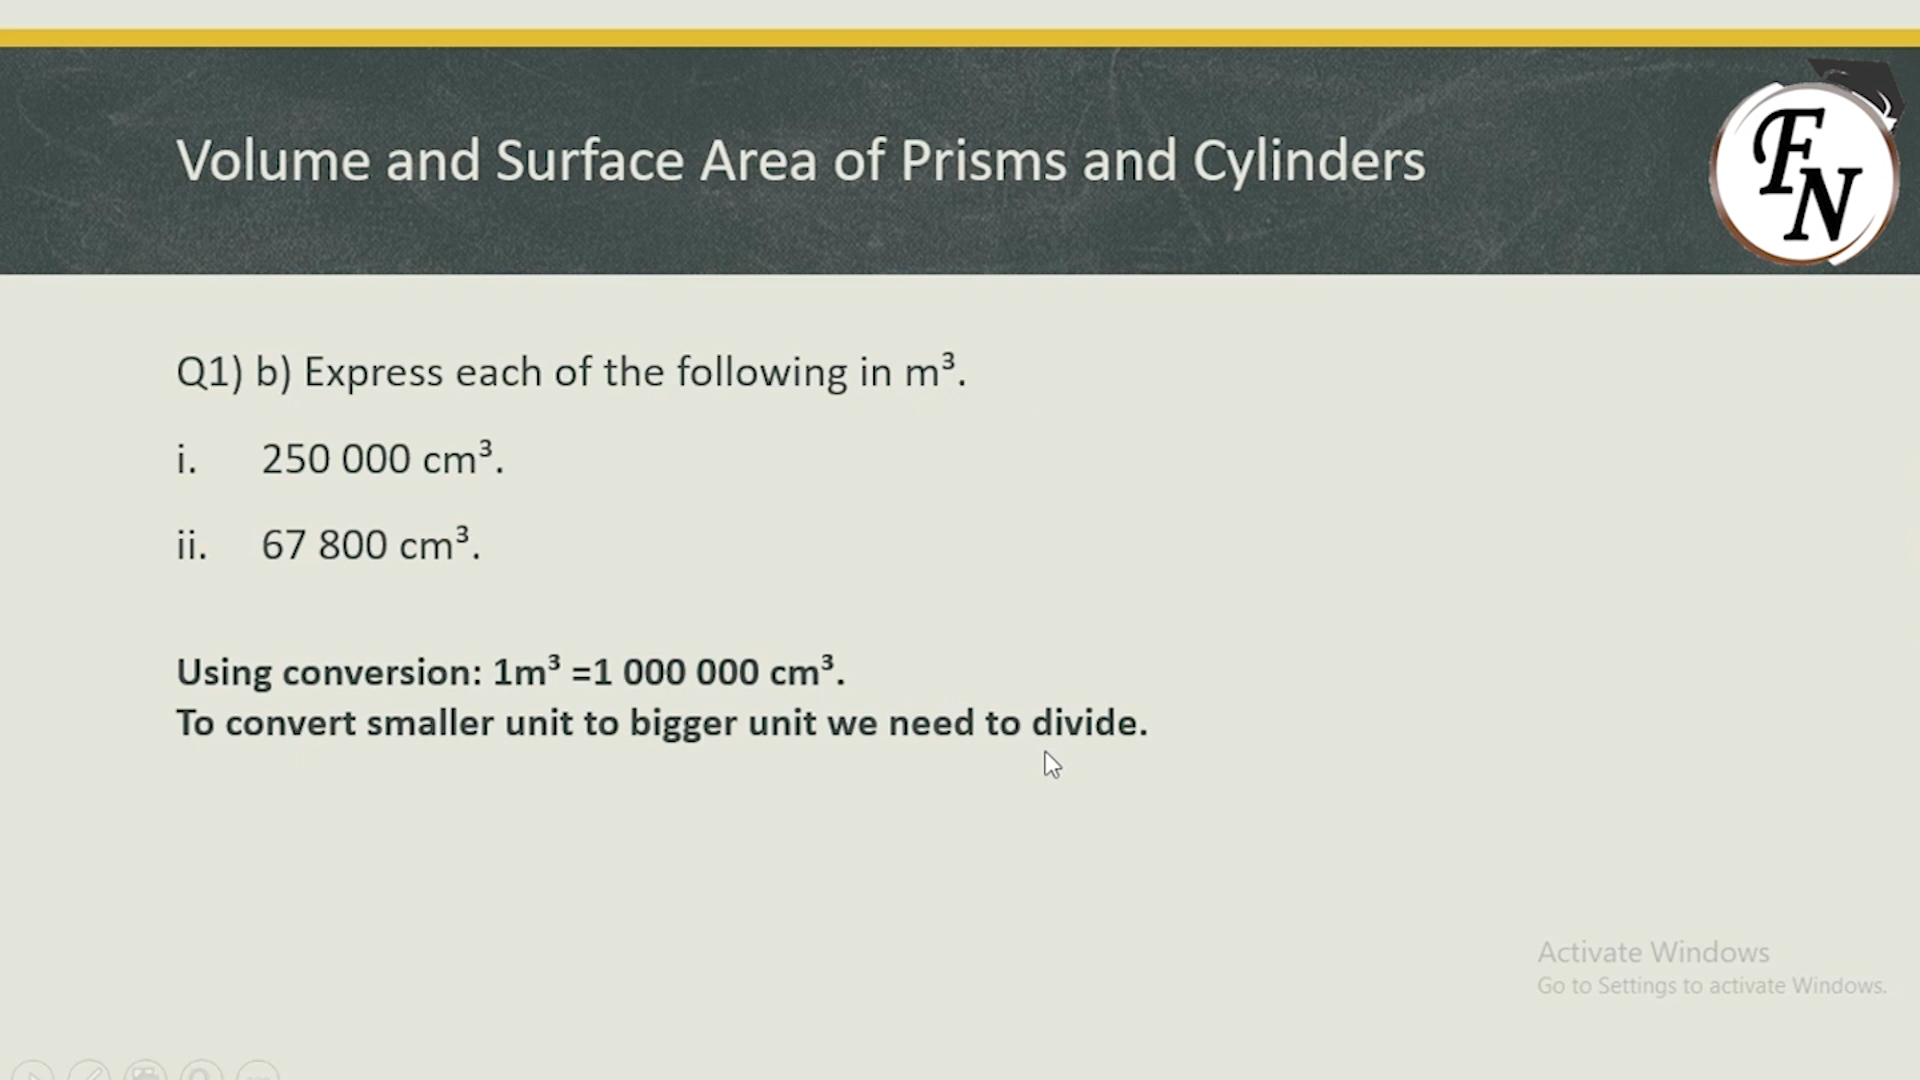 Volume and Surface Area of Prisms and Cylinders
FN
Q1) b) Express each of the following in m³.
i. 250 000 cm³.
ii. 67 800 cm³.
Using conversion: 1m³ =1 000 000 cm³.
To convert smaller unit to bigger unit we need to divide.
Activate Windows
Go to Settings to activate Windows.